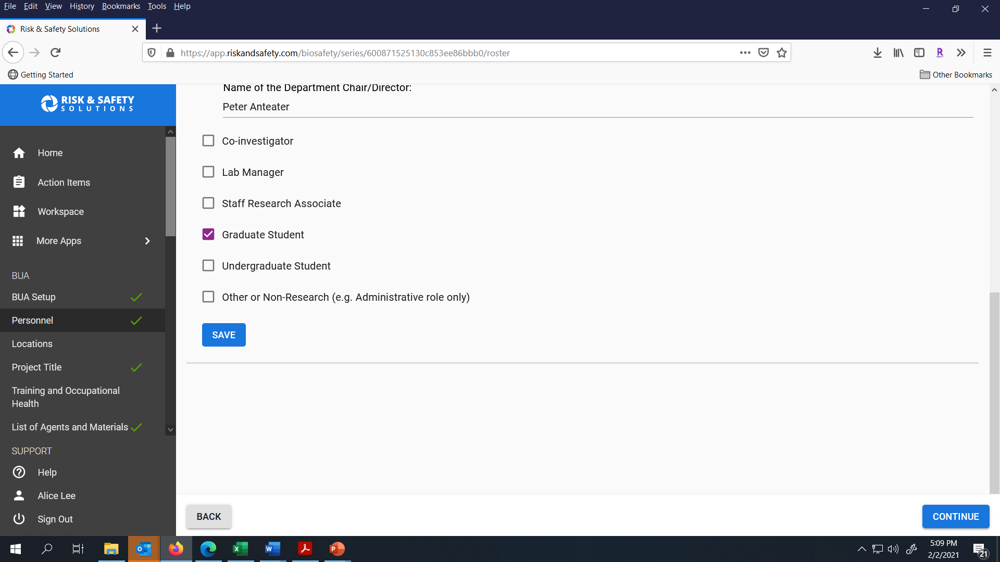 File Edit View History Bookmarks Tools Help
Risk & Safety Solutions
https://app.riskandsafety.com/biosafety/series/600871525130c853ee86bbb0/roster
Getting Started
Other Bookmarks
RISK & SAFETY
SOLUTIONS
Home
Action Items
Workspace
More Apps
BUA
BUA Setup
Personnel
Locations
Project Title
Training and Occupational
Health
List of Agents and Materials
SUPPORT
Help
Alice Lee
Sign Out
Name of the Department Chair/Director:
Peter Anteater
Co-investigator
Lab Manager
Staff Research Associate
Graduate Student
Undergraduate Student
Other or Non-Research (e.g. Administrative role only)
SAVE
BACK
CONTINUE
5:09 PM
2/2/2021
21